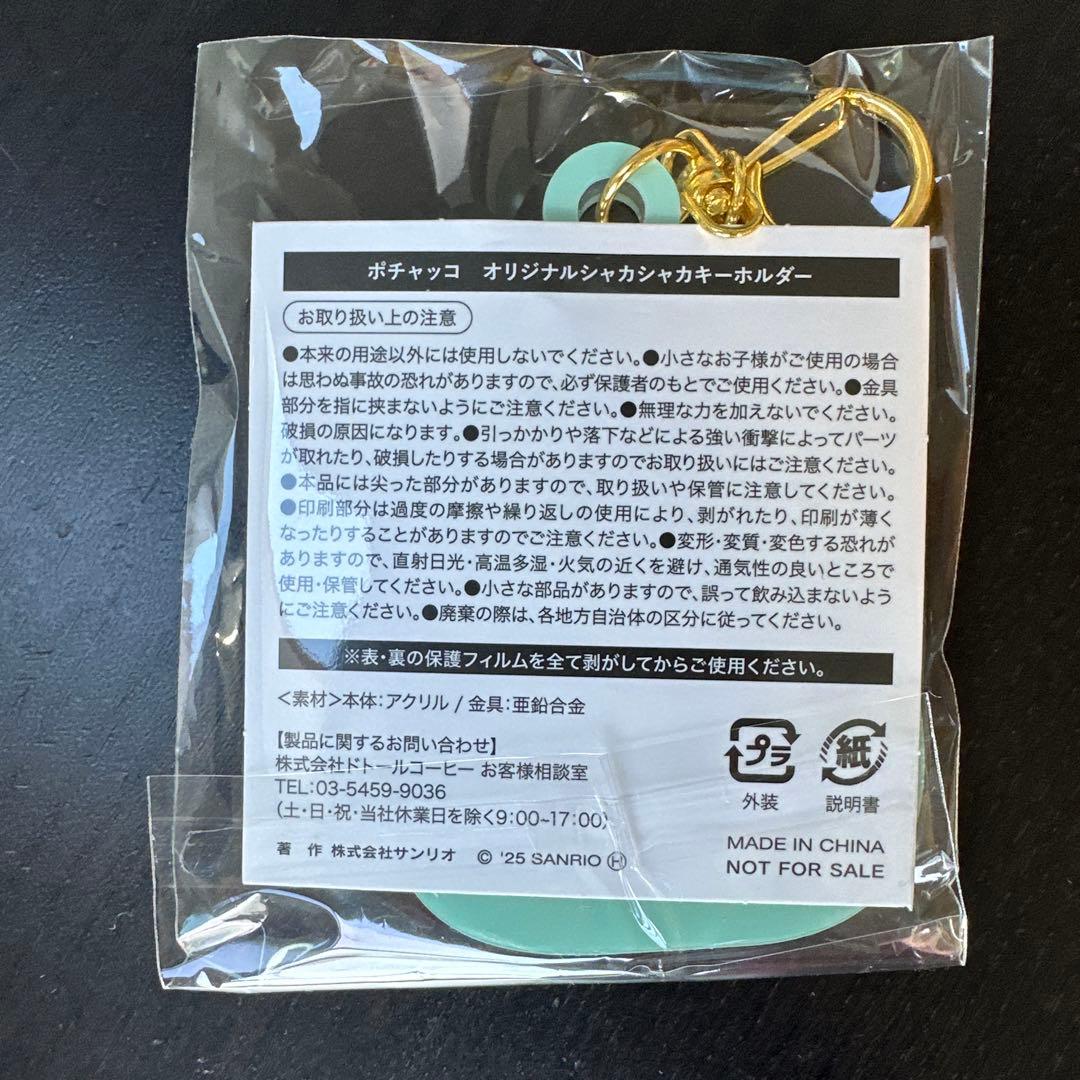 ポチャッコ　オリジナルシャカシャカキーホルダー
お取り扱い上の注意
●本来の用途以外には使用しないでください。●小さなお子様がご使用の場合
は思わぬ事故の恐れがありますので、必ず保護者のもとでご使用ください。●金具
部分を指に挟まないようにご注意ください。●無理な力を加えないでください。
破損の原因になります。●引っかかりや落下などによる強い衝撃によってパーツ
が取れたり、破損したりする場合がありますのでお取り扱いにはご注意ください。
●本品には尖った部分がありますので、取り扱いや保管に注意してください。
●印刷部分は過度の摩擦や繰り返しの使用により、剥がれたり、印刷が薄く
なったりすることがありますのでご注意ください。●変形・変質・変色する恐れが
ありますので、直射日光・高温多湿・火気の近くを避け、通気性の良いところで
使用・保管してください。●小さな部品がありますので、誤って飲み込まないよう
にご注意ください。●廃棄の際は、各地方自治体の区分に従ってください。
※表・裏の保護フィルムを全て剥がしてからご使用ください。
＜素材＞本体：アクリル / 金具：亜鉛合金
【製品に関するお問い合わせ】
株式会社ドトールコーヒー お客様相談室
TEL：03-5459-9036
（土・日・祝・当社休業日を除く9：00~17：00）
著　作　株式会社サンリオ　© '25 SANRIO Ⓗ
プラ
外装
紙
説明書
MADE IN CHINA
NOT FOR SALE